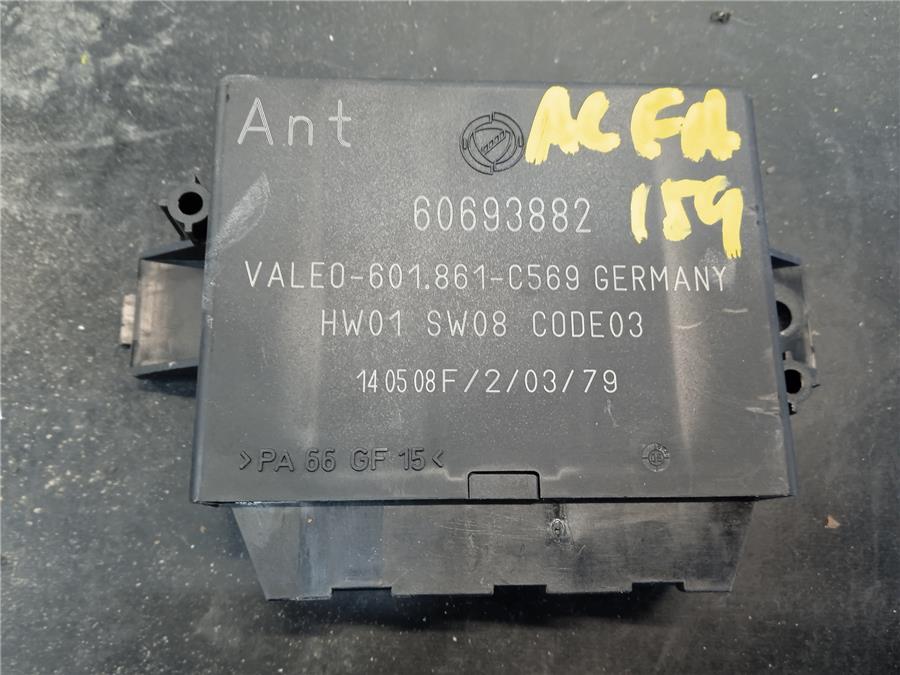 Ant
60693882
VALEO-601.861-C569 GERMANY
HW01 SW08 CODE03
140508F/2/03/79
>PA 66 GF 15<
159